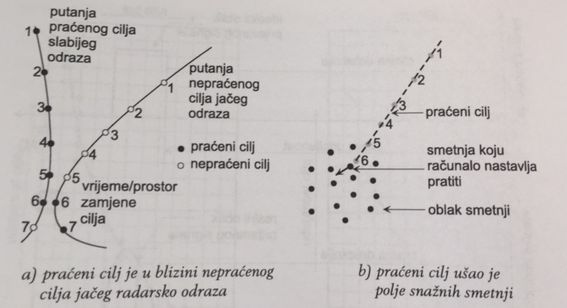 putanja
praćenog cilja
slabijeg
odraza
1
2
3
4
5
6
7
putanja
nepraćenog
cilja jačeg
odraza
1
2
3
4
5
6
7
praćeni cilj
nepraćeni cilj
vrijeme/prostor
zamjene
cilja
a) praćeni cilj je u blizini nepraćenog
cilja jačeg radarsko odraza
1
2
3
4
5
6
praćeni cilj
smetnja koju
računalo nastavlja
pratiti
oblak smetnji
b) praćeni cilj ušao je
polje snažnih smetnji